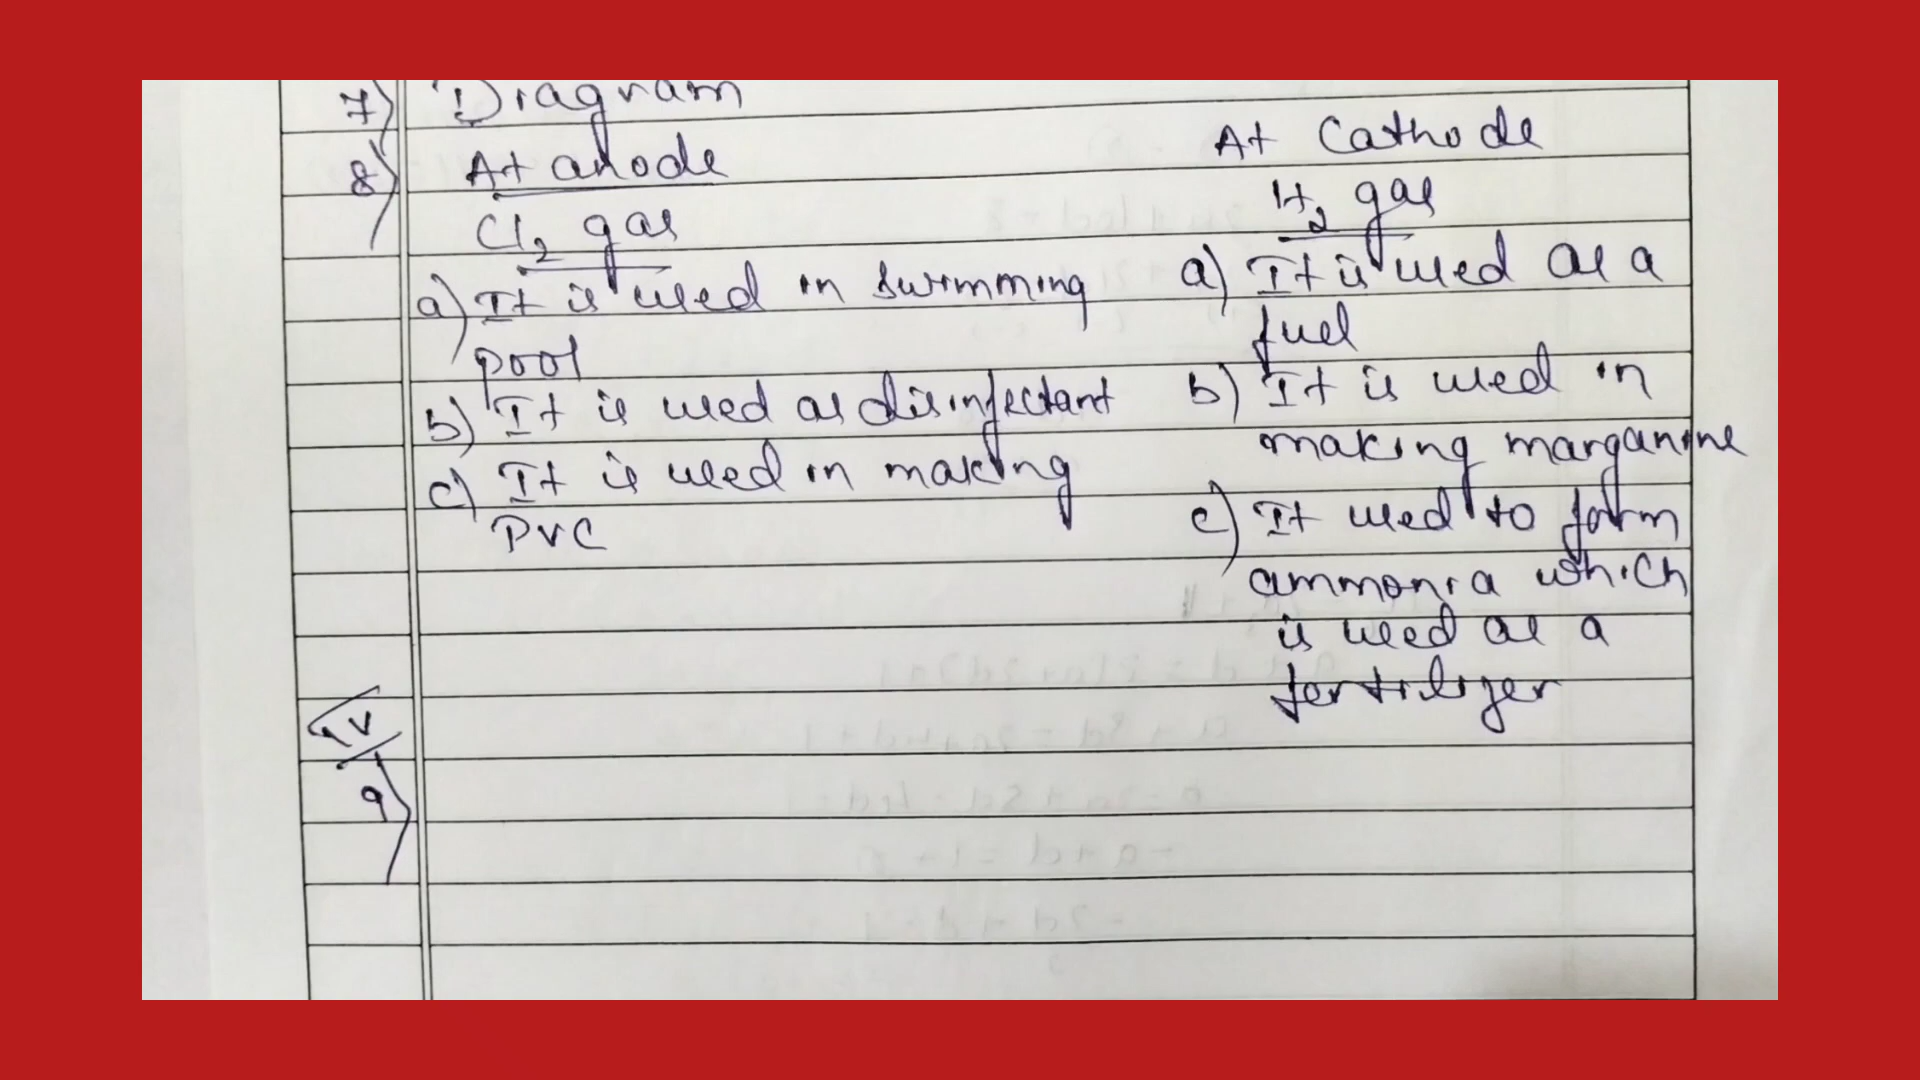 7) Diagram
8) At anode
Cl2 gas
a) It is used in swimming
pool
b) It is used as disinfectant
c) It is used in making
PVC
At Cathode
H2 gas
a) It is used as a
fuel
b) It is used in
making marganine
c) It used to form
ammonia which
is used as a
fertilizer
IV
9)